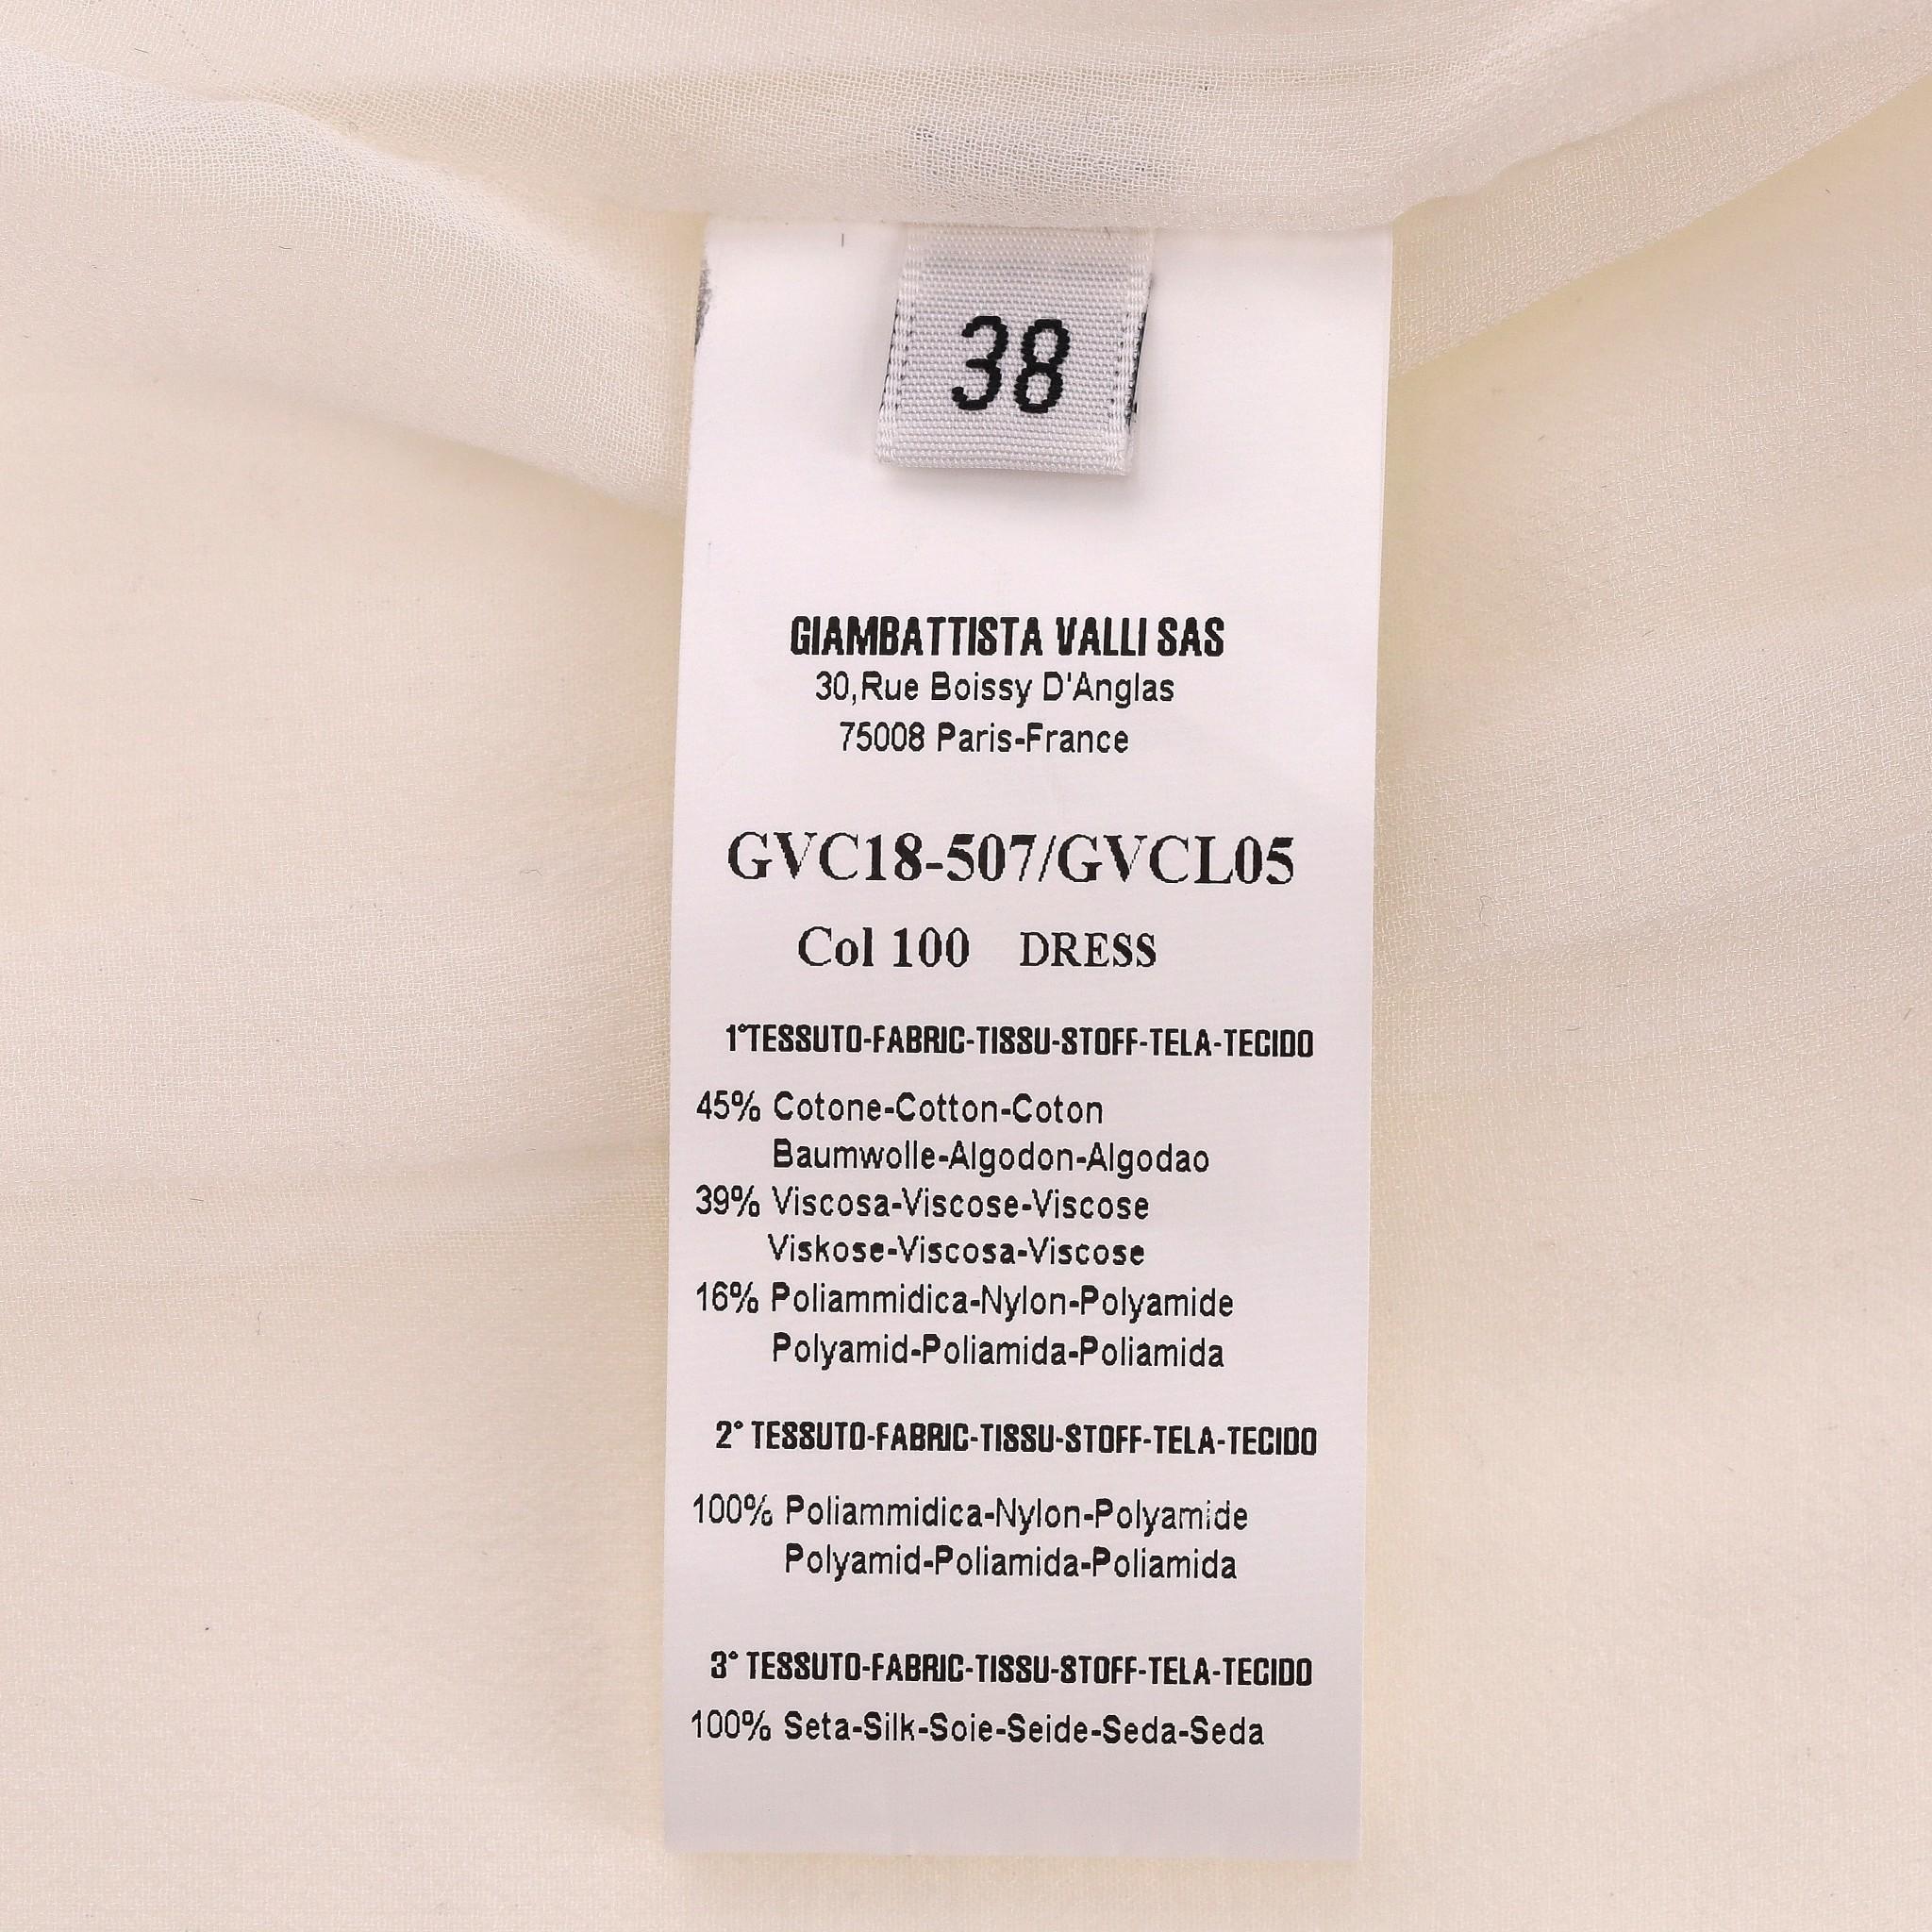 38
GIAMBATTISTA VALLI SAS
30,Rue Boissy D'Anglas
75008 Paris-France
GVC18-507/GVCL05
Col 100 DRESS
1°TESSUTO-FABRIC-TISSU-STOFF-TELA-TECIDO
45% Cotone-Cotton-Coton
Baumwolle-Algodon-Algodao
39% Viscosa-Viscose-Viscose
Viskose-Viscosa-Viscose
16% Poliammidica-Nylon-Polyamide
Polyamid-Poliamida-Poliamida
2° TESSUTO-FABRIC-TISSU-STOFF-TELA-TECIDO
100% Poliammidica-Nylon-Polyamide
Polyamid-Poliamida-Poliamida
3° TESSUTO-FABRIC-TISSU-STOFF-TELA-TECIDO
100% Seta-Silk-Soie-Seide-Seda-Seda